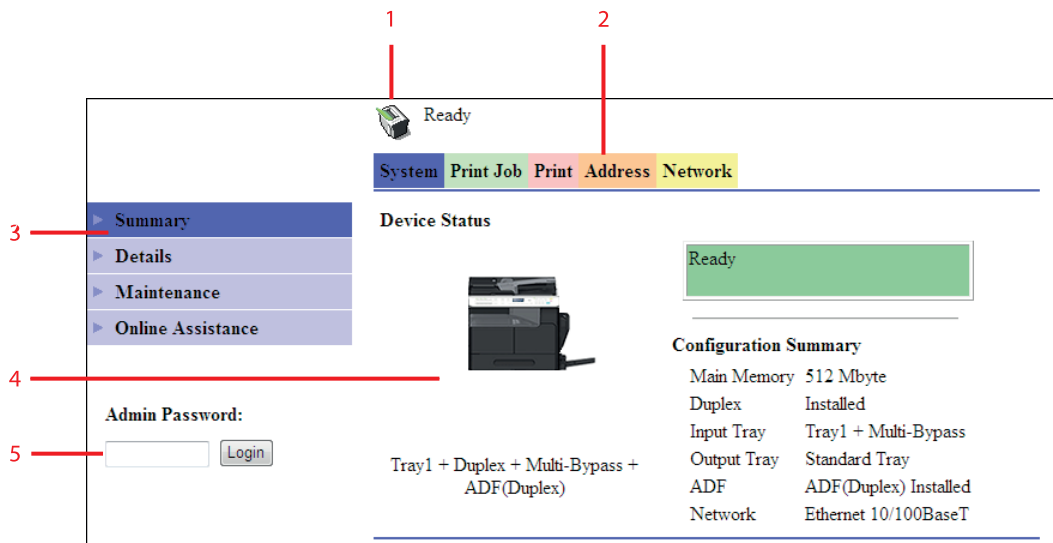 1
2
Ready
System Print Job Print Address Network
3
Summary
Details
Maintenance
Online Assistance
Device Status
Ready
Configuration Summary
Main Memory 512 Mbyte
Duplex Installed
Input Tray Tray1 + Multi-Bypass
Output Tray Standard Tray
ADF ADF(Duplex) Installed
Network Ethernet 10/100BaseT
4
Tray1 + Duplex + Multi-Bypass +
ADF(Duplex)
Admin Password:
5
Login